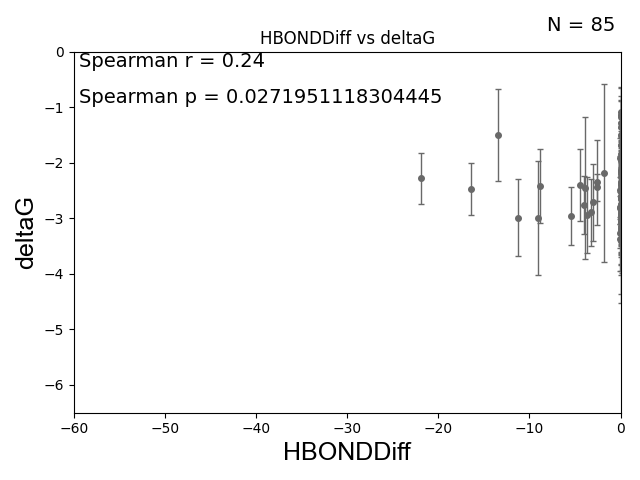 N = 85
HBONDDiff vs deltaG
Spearman r = 0.24
Spearman p = 0.0271951118304445
deltaG
0
−1
−2
−3
−4
−5
−6
−60
−50
−40
−30
−20
−10
0
HBONDDiff